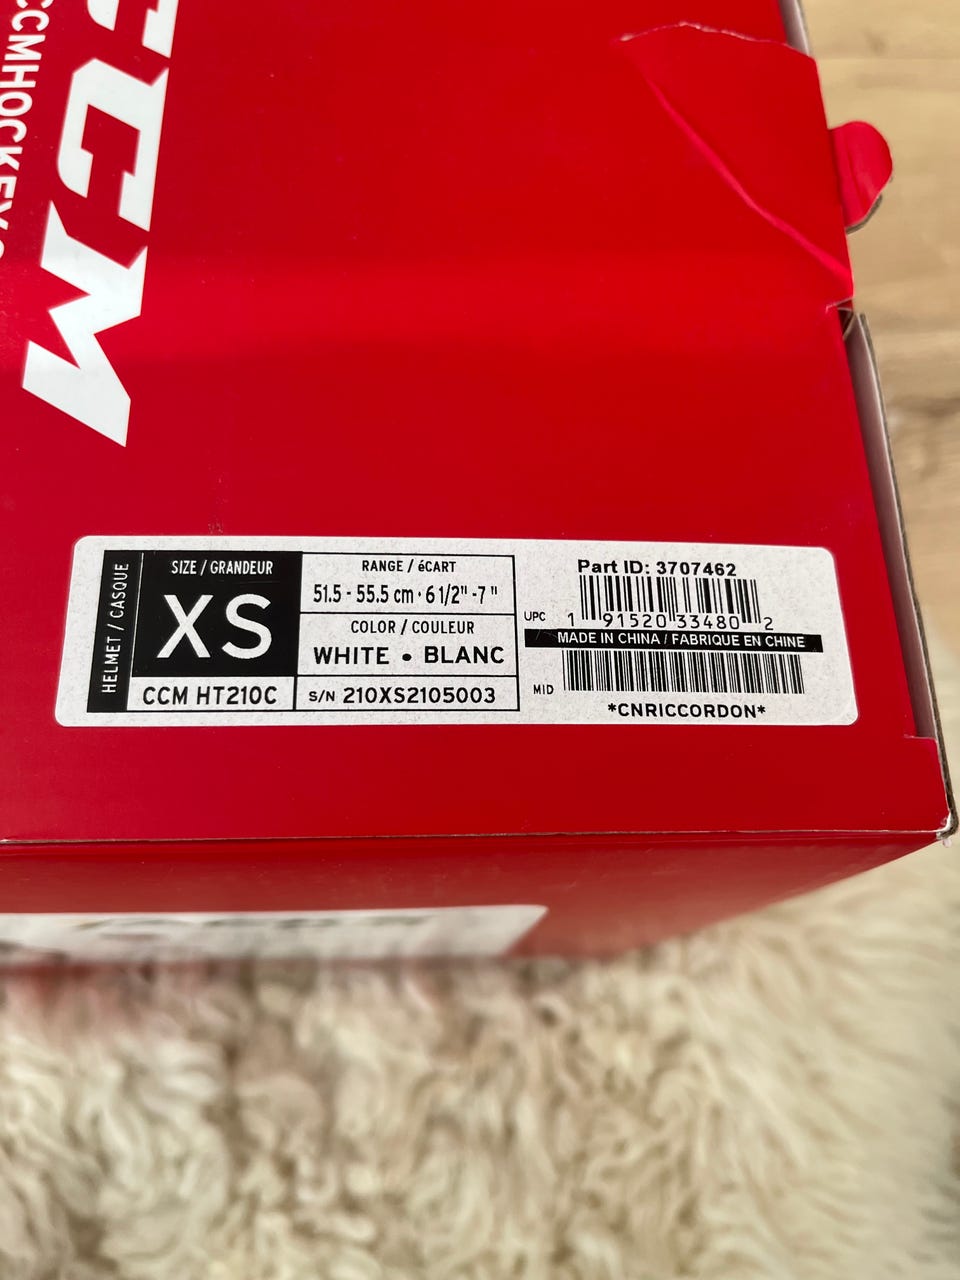 CCM
CCMHOCKEY
HELMET / CASQUE
SIZE / GRANDEUR
XS
CCM HT210C
RANGE / éCART
51.5 - 55.5 cm · 6 1/2" - 7 "
COLOR / COULEUR
WHITE • BLANC
S/N 210XS2105003
Part ID: 3707462
UPC
1 91520 33480 2
MADE IN CHINA / FABRIQUE EN CHINE
MID
*CNRICCORDON*